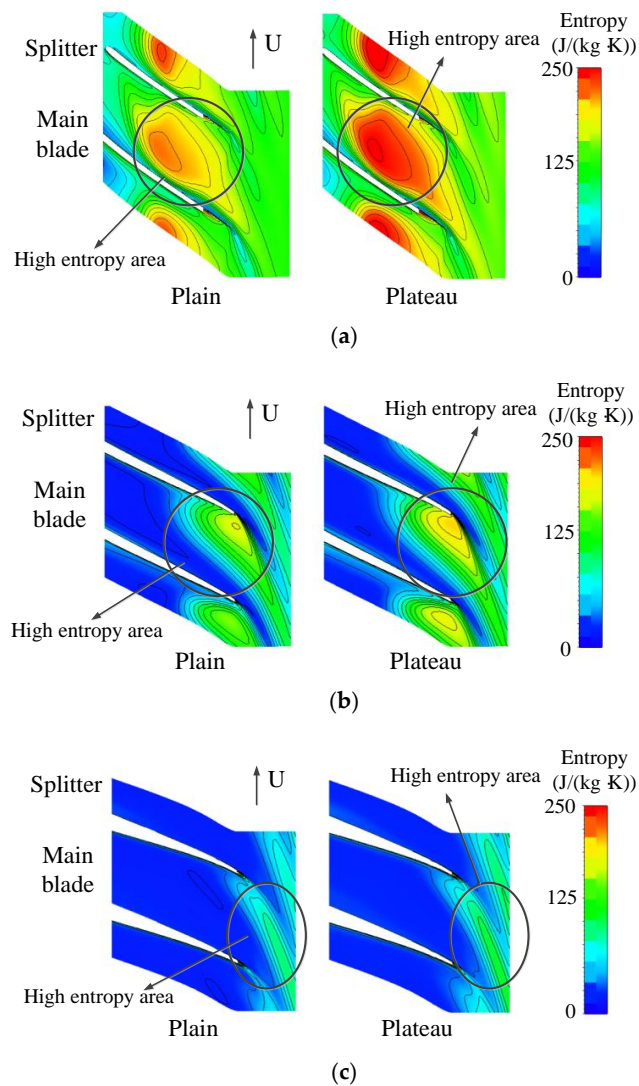 Splitter
U
High entropy area
Entropy
(J/(kg·K))
250
Main
blade
125
High entropy area
0
Plain
Plateau
(a)
Splitter
U
High entropy area
Entropy
(J/(kg·K))
250
Main
blade
125
High entropy area
0
Plain
Plateau
(b)
Splitter
U
High entropy area
Entropy
(J/(kg·K))
250
Main
blade
125
High entropy area
0
Plain
Plateau
(c)